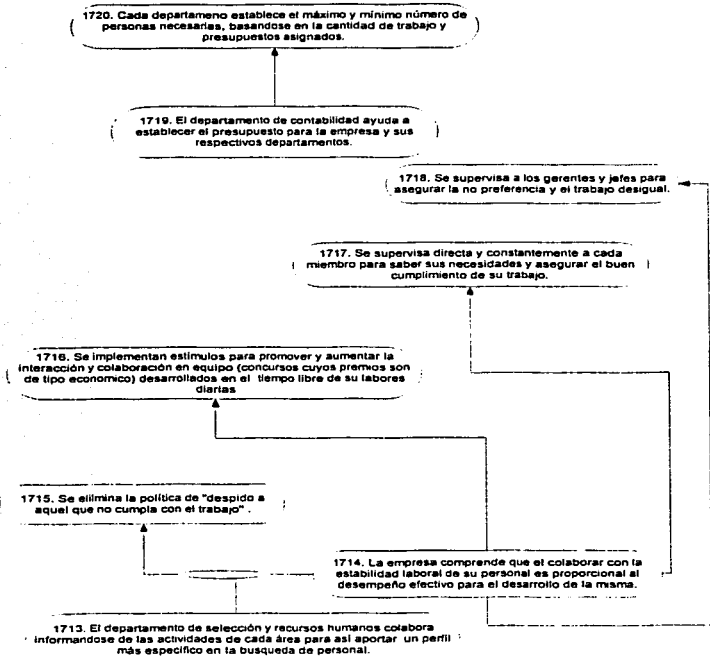 1720. Cada departameno establece el máximo y mínimo número de
personas necesarias, basandose en la cantidad de trabajo y
presupuestos asignados.
1719. El departamento de contabilidad ayuda a
establecer el presupuesto para la empresa y sus
respectivos departamentos.
1718. Se supervisa a los gerentes y jefes para
asegurar la no preferencia y el trabajo desigual.
1717. Se supervisa directa y constantemente a cada
miembro para saber sus necesidades y asegurar el buen
cumplimiento de su trabajo.
1716. Se implementan estímulos para promover y aumentar la
interacción y colaboración en equipo (concursos cuyos premios son
de tipo economico) desarrollados en el tiempo libre de su labores
diarias
1715. Se elilmina la política de "despido a
aquel que no cumpla con el trabajo" .
1714. La empresa comprende que el colaborar con la
estabilidad laboral de su personal es proporcional al
desempeño efectivo para el desarrollo de la misma.
1713. El departamento de selección y recursos humanos colabora
informandose de las actividades de cada área para asi aportar un perfil
más especifico en la busqueda de personal.